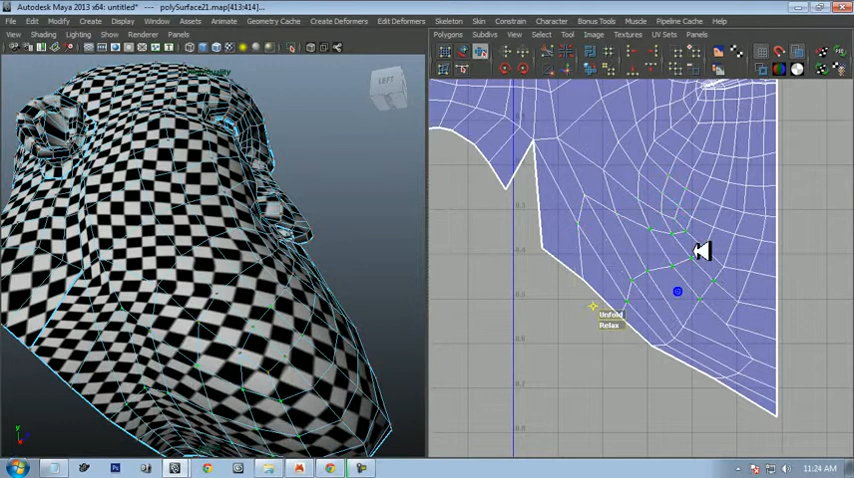 Autodesk Maya 2013 x64: untitled* --- polySurface21.map[413:414]...
File Edit Modify Create Display Window Assets Animate Geometry Cache Create Deformers Edit Deformers Skeleton Skin Constrain Character Bonus Tools Muscle Pipeline Cache Help
View Shading Lighting Show Renderer Panels
Polygons Subdivs View Select Tool Image Textures UV Sets Panels
LEFT
Unfold
Relax
y
11:24 AM